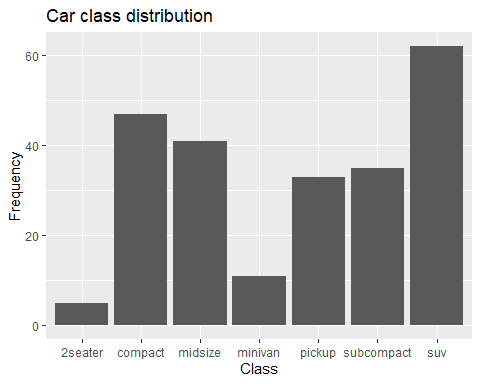 Car class distribution
Frequency
60
40
20
0
2seater compact midsize minivan pickup subcompact suv
Class